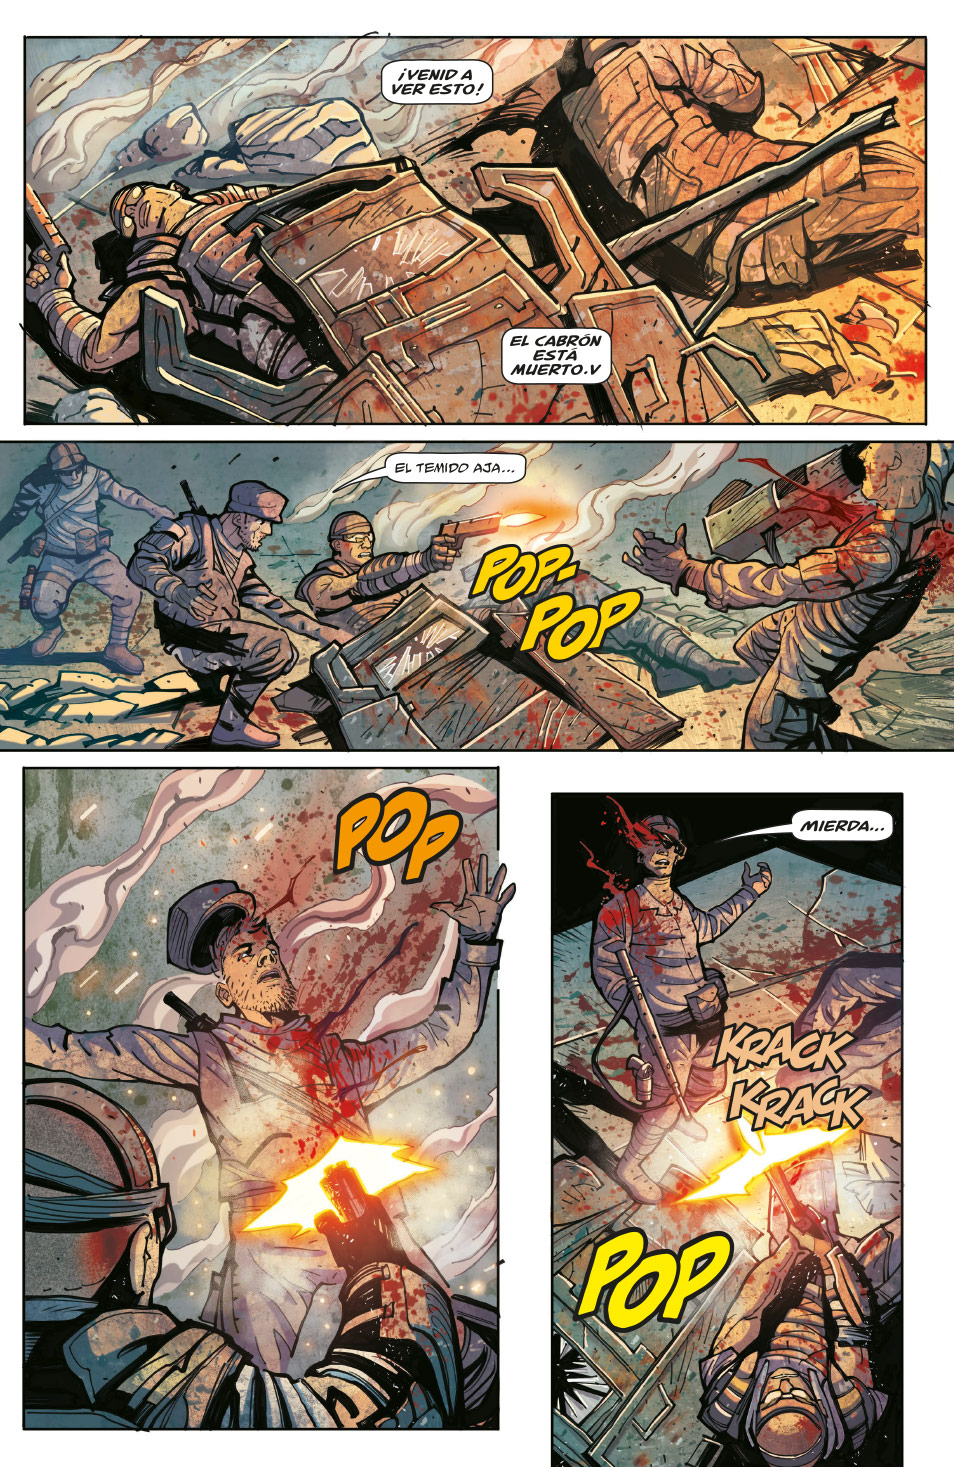 ¡VENID A
VER ESTO!
EL CABRÓN
ESTÁ
MUERTO.V
EL TEMIDO AJA...
POP-
POP
POP
MIERDA...
KRACK
KRACK
POP